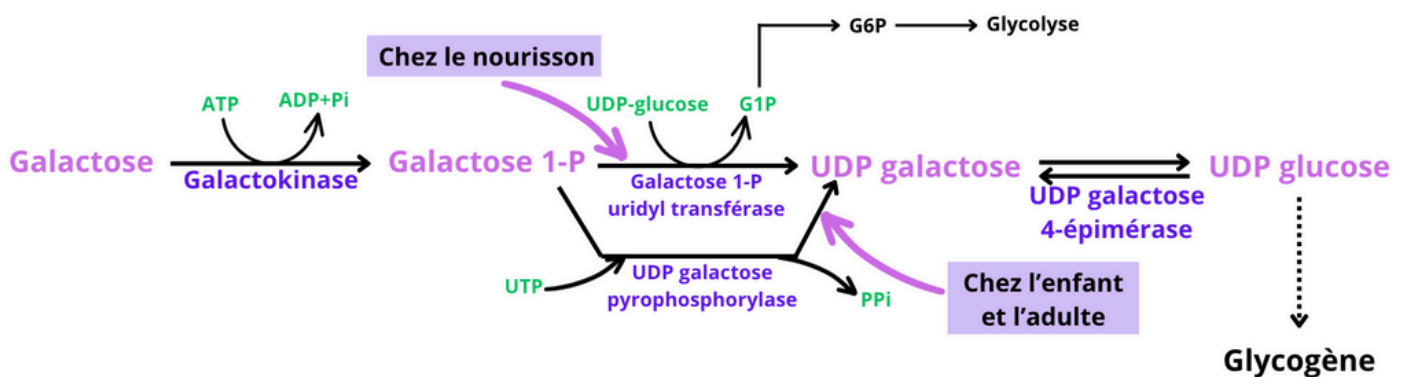 G6P
Glycolyse
Chez le nourisson
ATP
ADP+Pi
UDP-glucose
G1P
Galactose
Galactokinase
Galactose 1-P
Galactose 1-P
uridyl transférase
UDP galactose
UDP galactose
4-épimérase
UDP glucose
UTP
UDP galactose
pyrophosphorylase
PPi
Chez l’enfant
et l’adulte
Glycogène